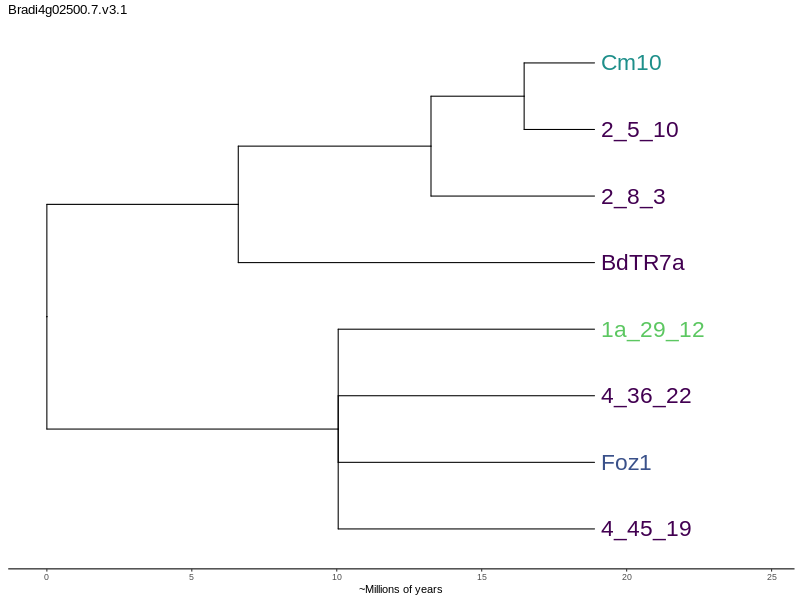 Bradi4g02500.7.v3.1
Cm10
2_5_10
2_8_3
BdTR7a
1a_29_12
4_36_22
Foz1
4_45_19
0 5 10 15 20 25
~Millions of years